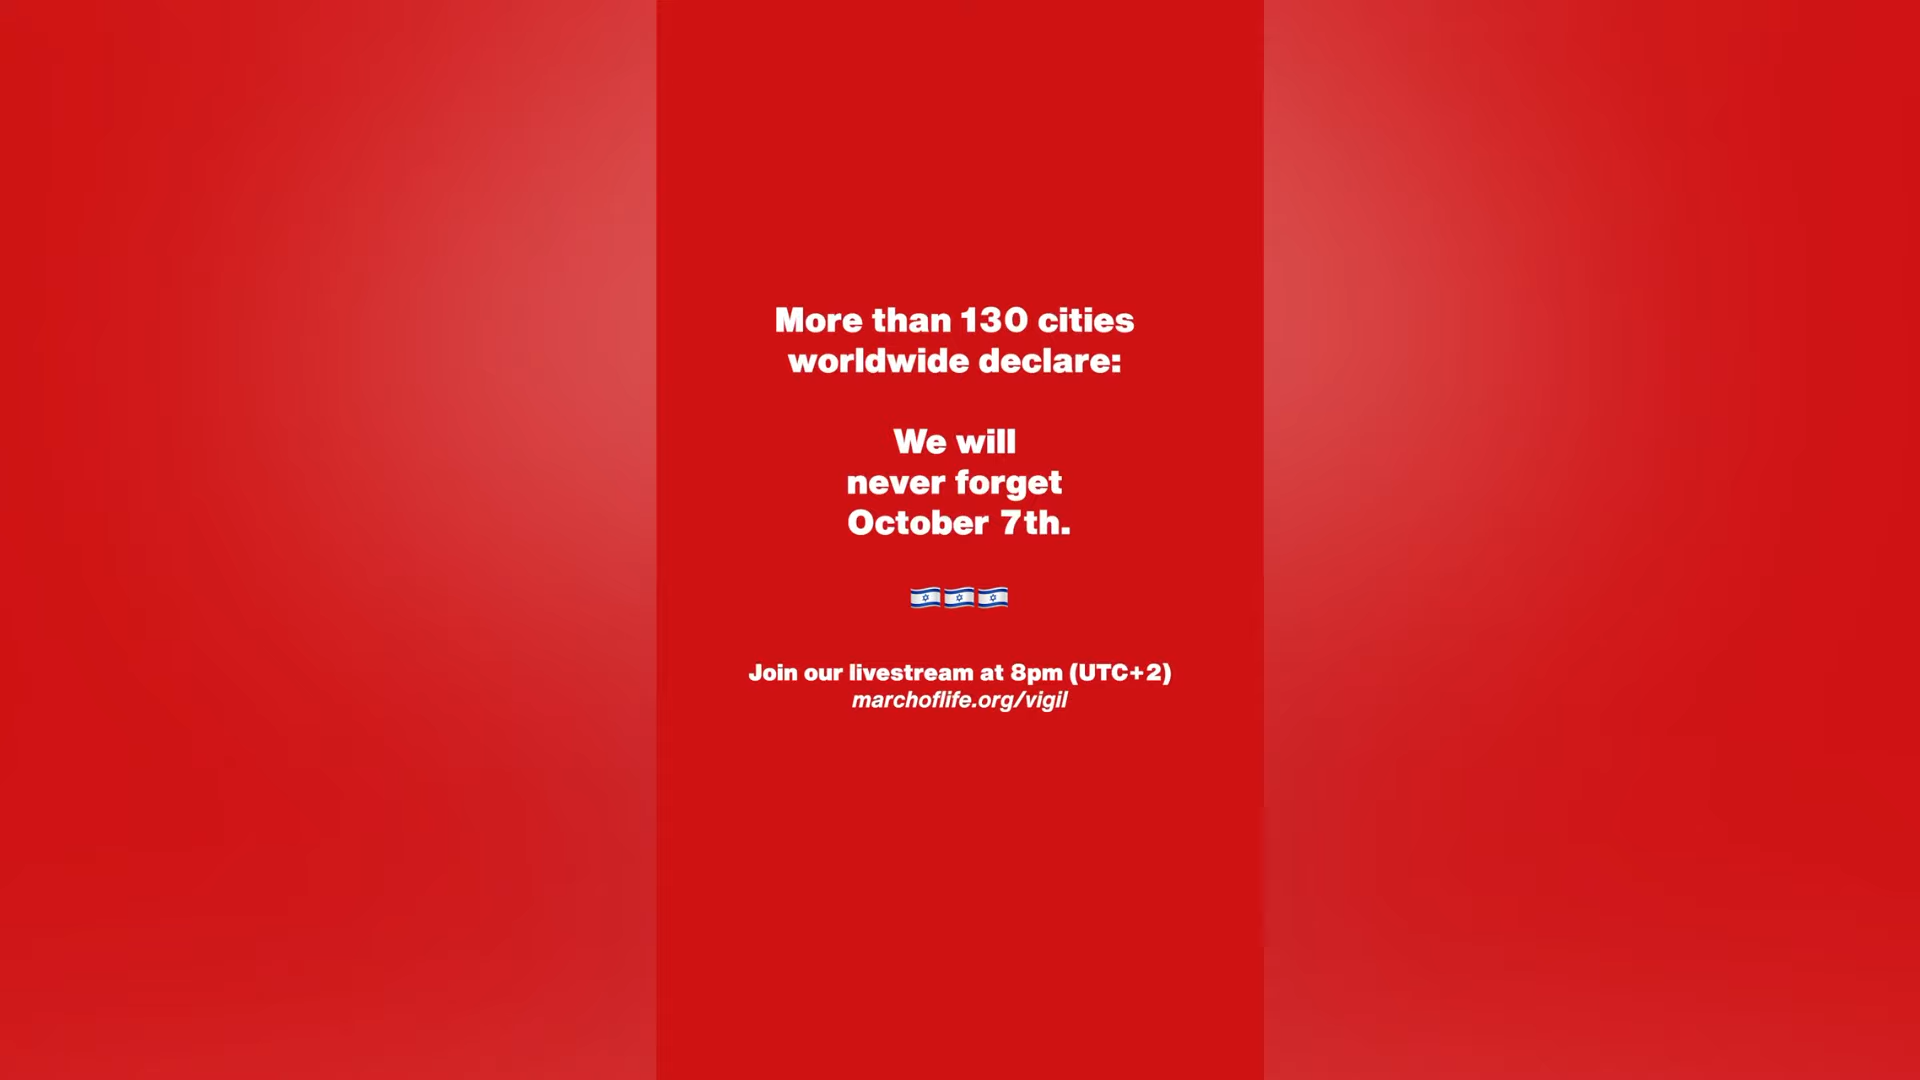 More than 130 cities
worldwide declare:
We will
never forget
October 7th.
🇮🇱🇮🇱🇮🇱
Join our livestream at 8pm (UTC+2)
marchoflife.org/vigil